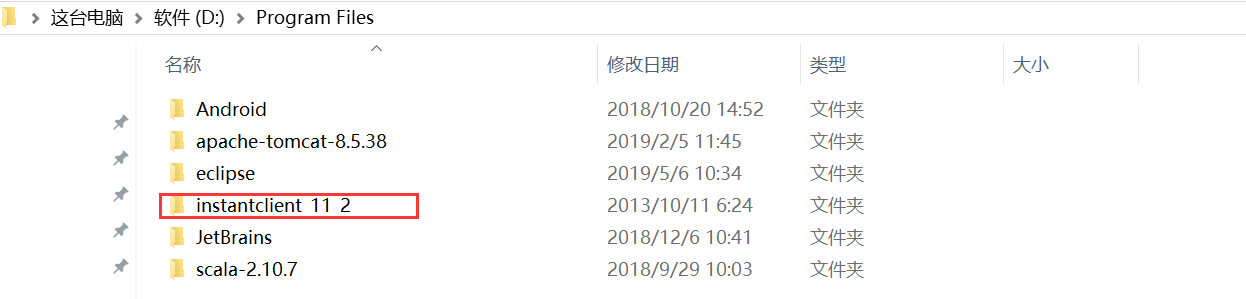 这台电脑 > 软件 (D:) > Program Files
名称 修改日期 类型 大小
Android 2018/10/20 14:52 文件夹
apache-tomcat-8.5.38 2019/2/5 11:45 文件夹
eclipse 2019/5/6 10:34 文件夹
instantclient_11_2 2013/10/11 6:24 文件夹
JetBrains 2018/12/6 10:41 文件夹
scala-2.10.7 2018/9/29 10:03 文件夹